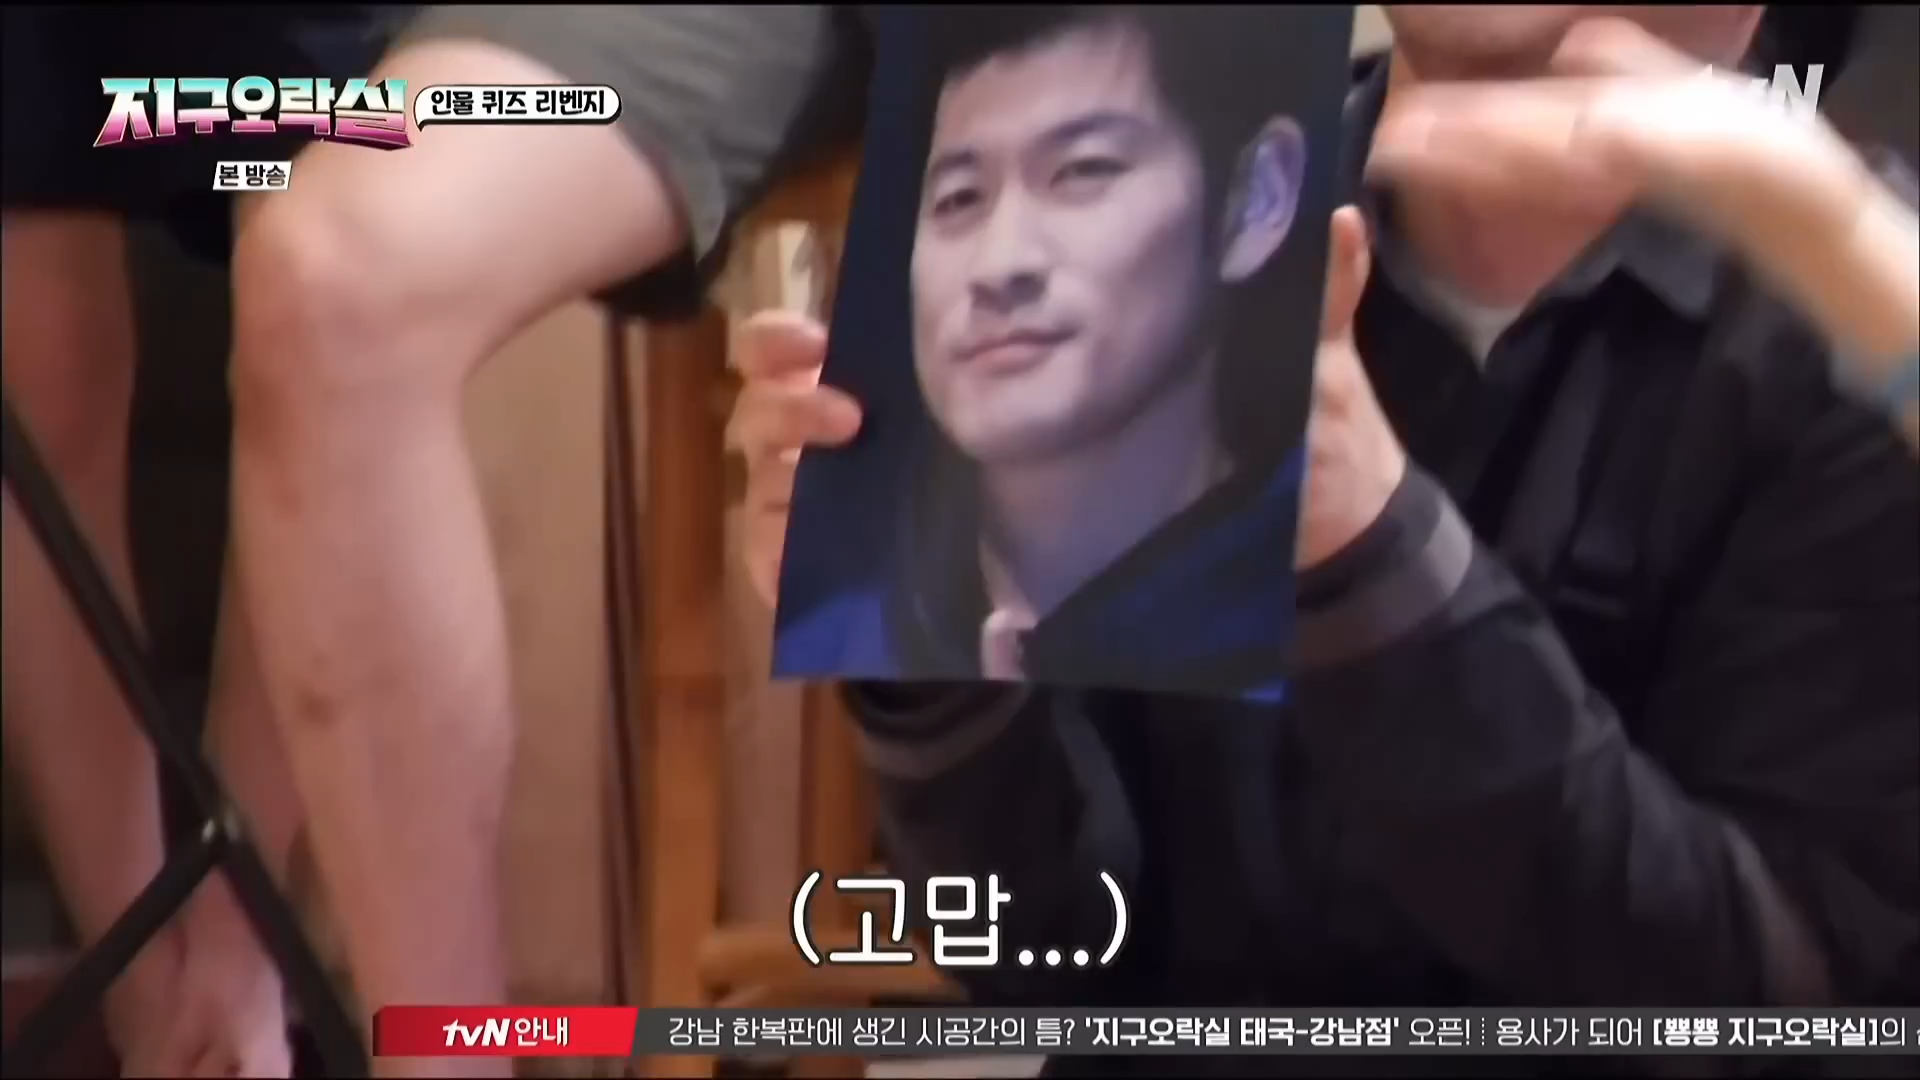 지구오락실
인물 퀴즈 리벤지
tvN
본 방송
(고맙...)
tvN 안내
강남 한복판에 생긴 시공간의 틈? '지구오락실 태국-강남점' 오픈! ⋮ 용사가 되어 [뿅뿅 지구오락실]의